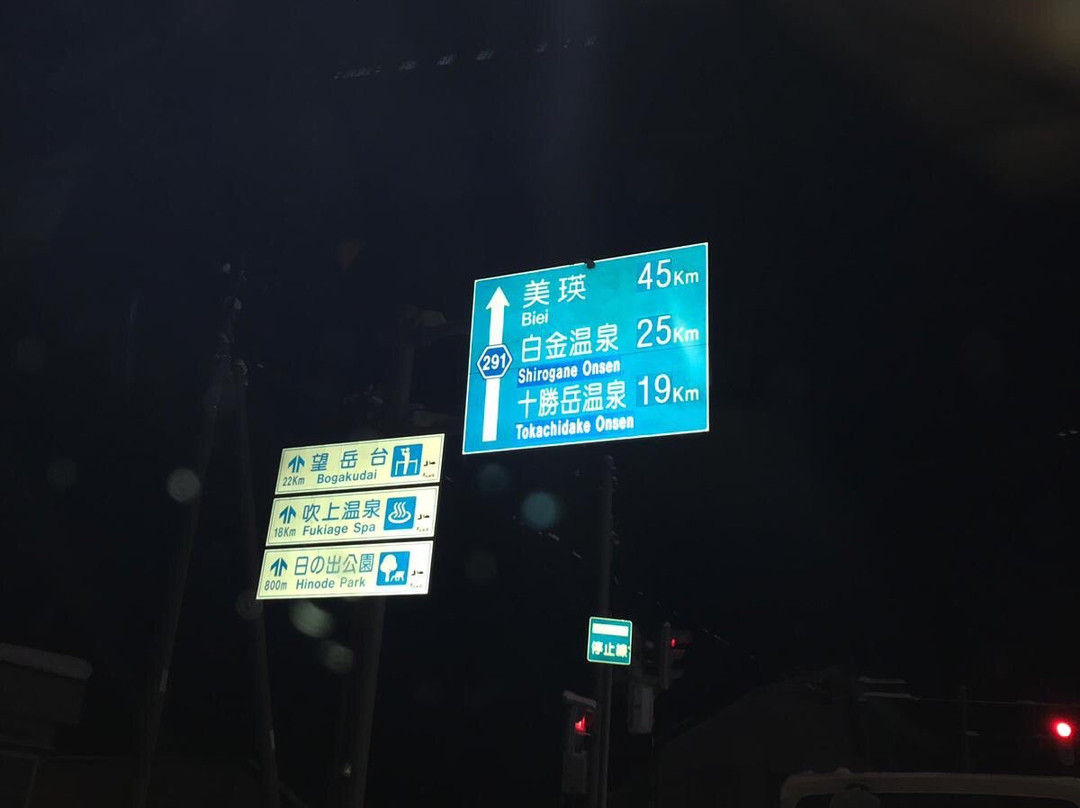 美瑛 45Km
Biei
白金温泉 25Km
Shirogane Onsen
291
十勝岳温泉 19Km
Tokachidake Onsen
望岳台
22Km Bogakudai
吹上温泉
18Km Fukiage Spa
日の出公園
800m Hinode Park
停止線